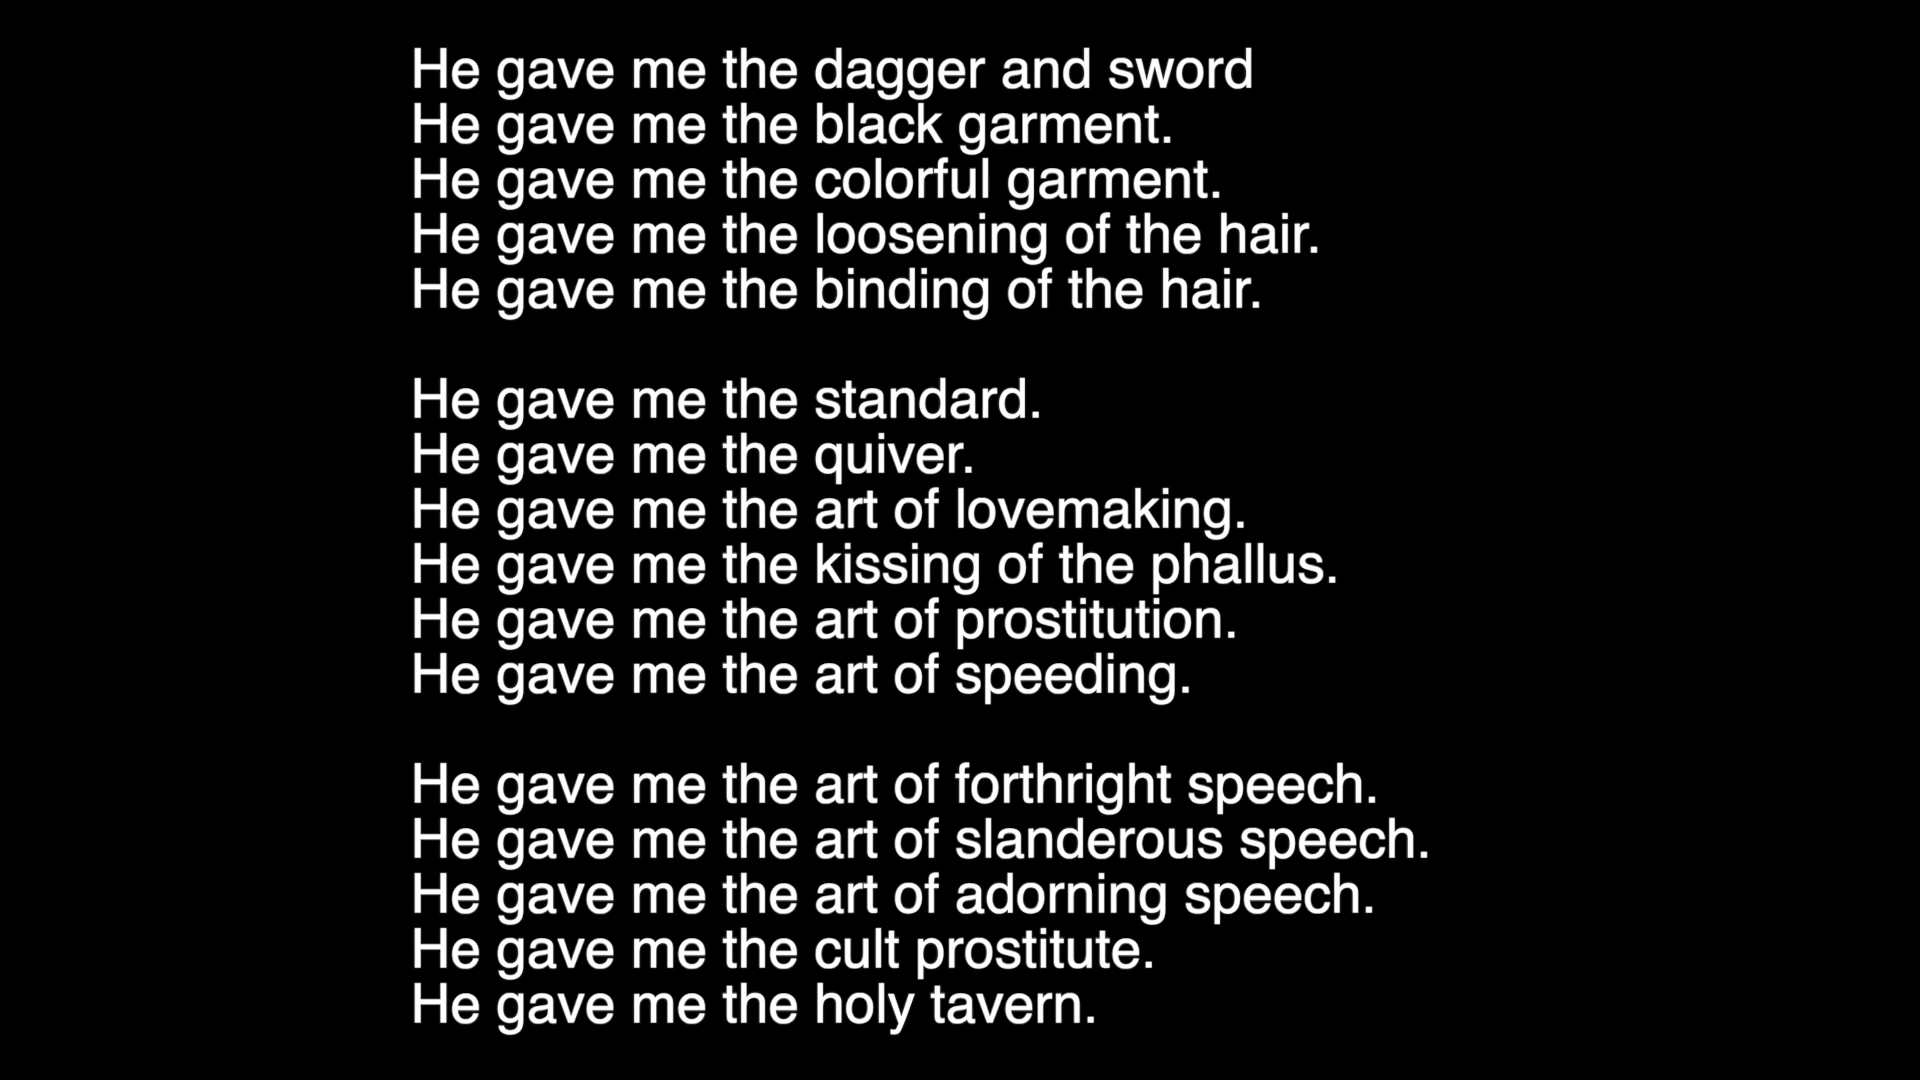 He gave me the dagger and sword
He gave me the black garment.
He gave me the colorful garment.
He gave me the loosening of the hair.
He gave me the binding of the hair.

He gave me the standard.
He gave me the quiver.
He gave me the art of lovemaking.
He gave me the kissing of the phallus.
He gave me the art of prostitution.
He gave me the art of speeding.

He gave me the art of forthright speech.
He gave me the art of slanderous speech.
He gave me the art of adorning speech.
He gave me the cult prostitute.
He gave me the holy tavern.